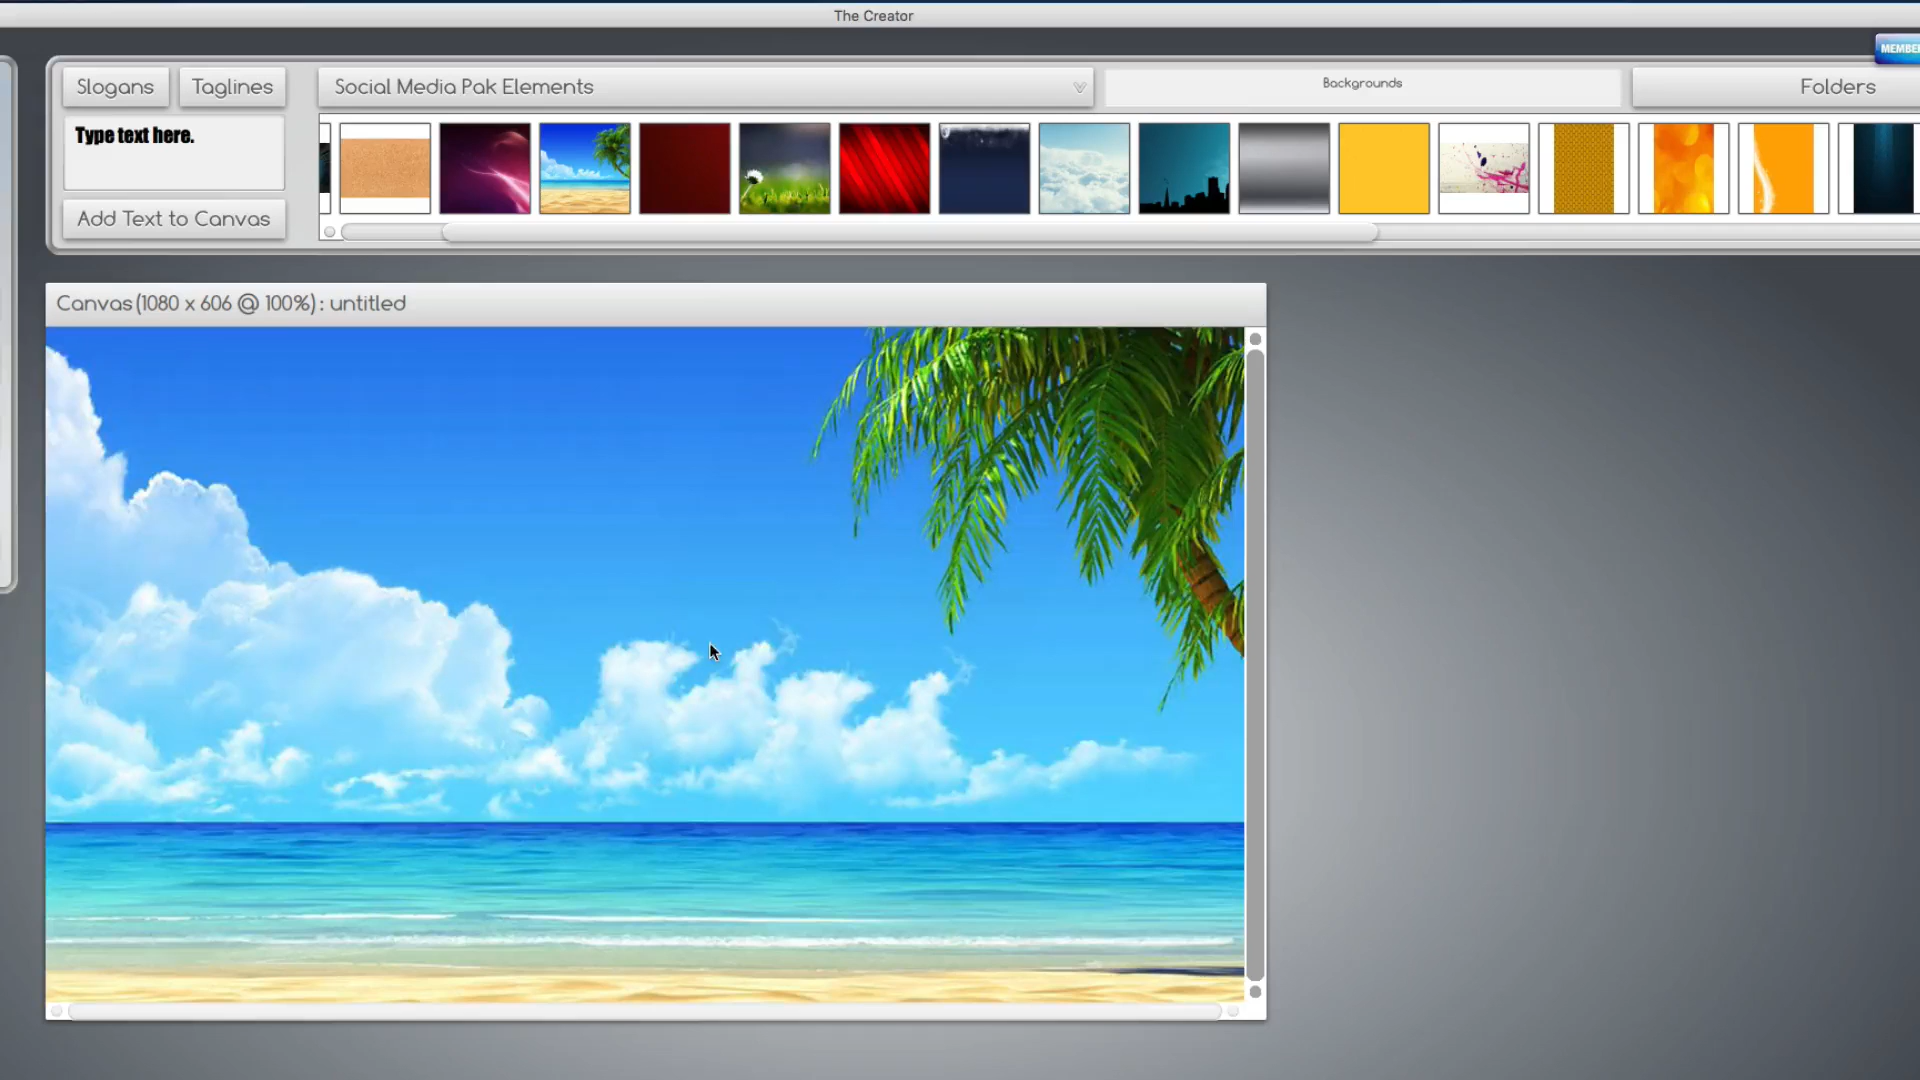 The Creator
MEMBE
Slogans
Taglines
Social Media Pak Elements
Backgrounds
Folders
Type text here.
Add Text to Canvas
Canvas(1080 x 606 @ 100%) : untitled